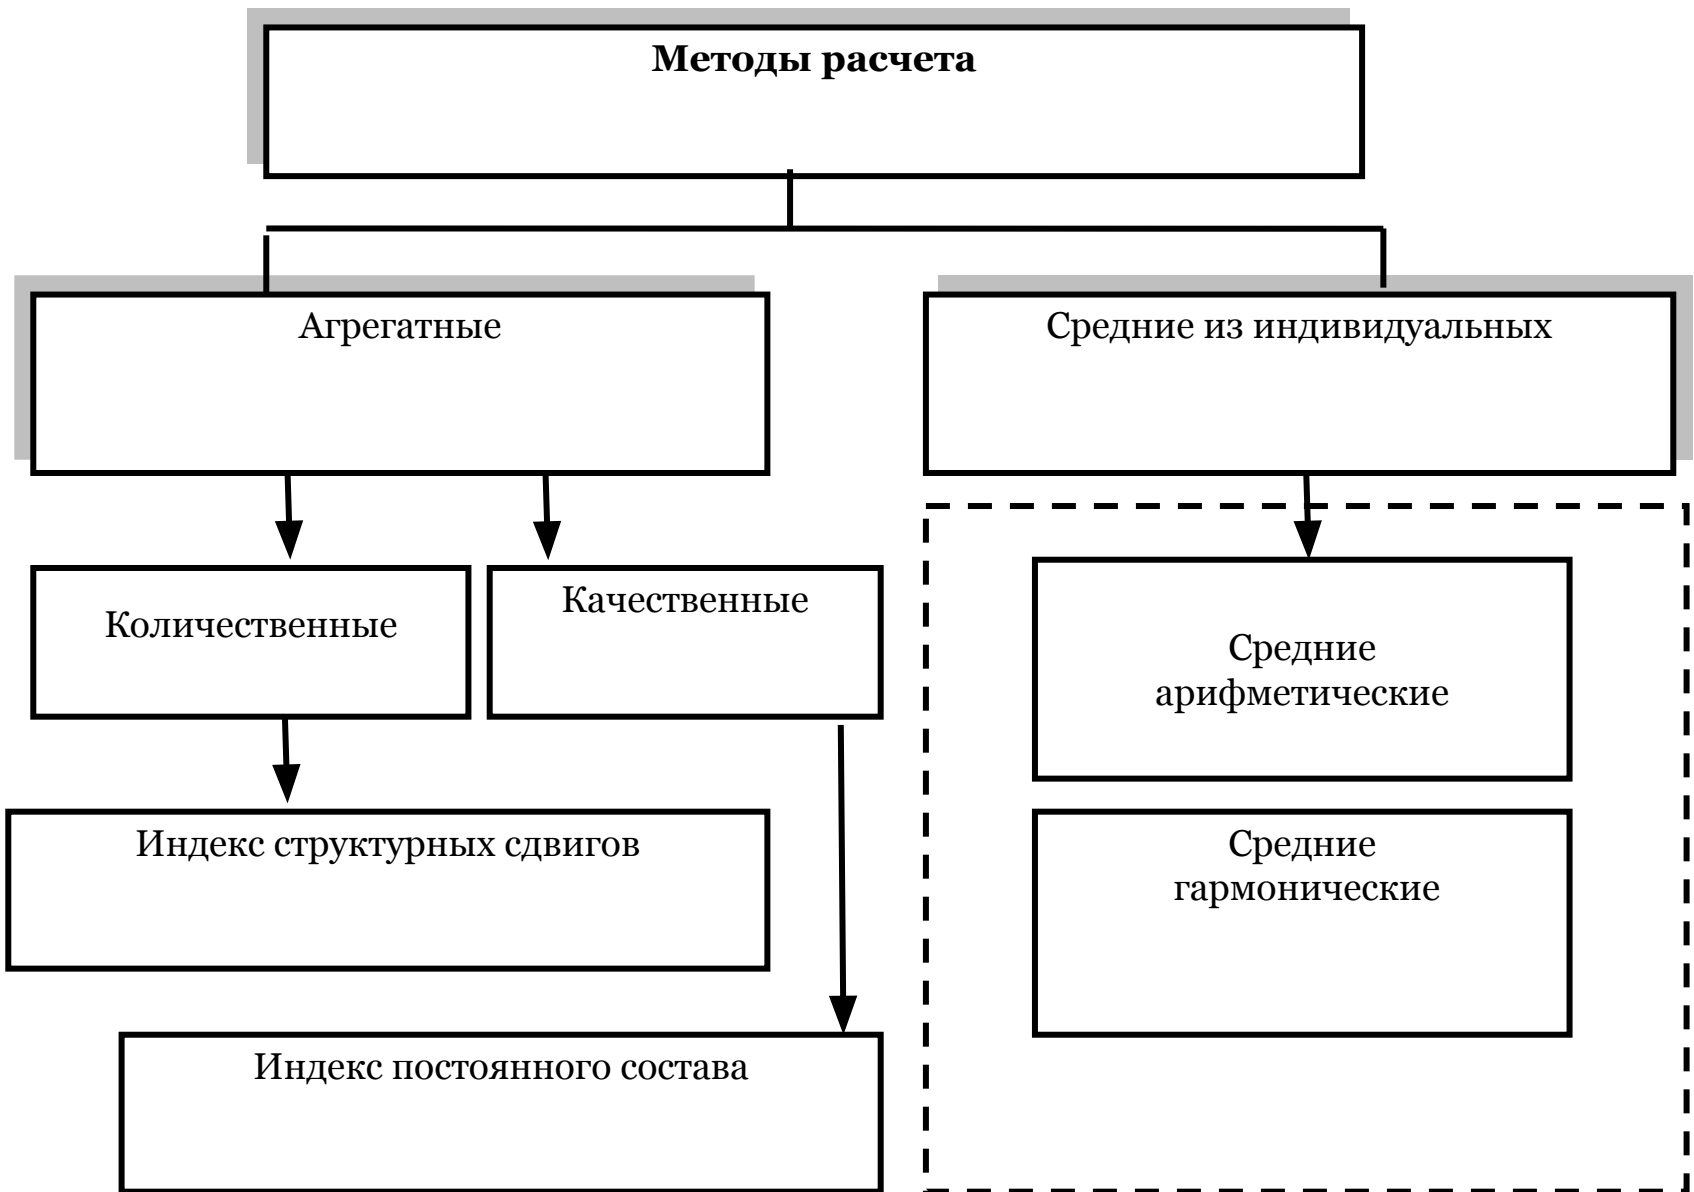 Методы расчета
Агрегатные
Средние из индивидуальных
Количественные
Качественные
Средние
арифметические
Индекс структурных сдвигов
Средние
гармонические
Индекс постоянного состава